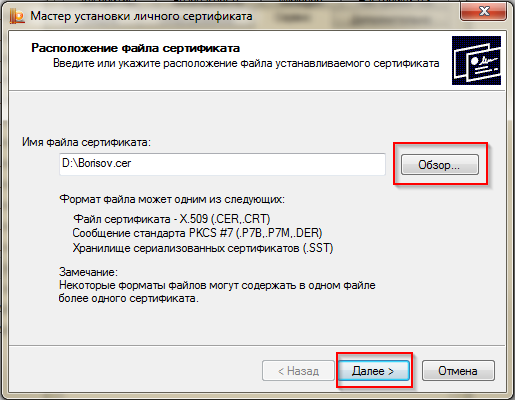 Мастер установки личного сертификата
Расположение файла сертификата
Введите или укажите расположение файла устанавливаемого сертификата
Имя файла сертификата:
D:\Borisov.cer
Обзор...
Формат файла может одним из следующих:
Файл сертификата - X.509 (.CER,.CRT)
Сообщение стандарта PKCS #7 (.P7B,.P7M,.DER)
Хранилище сериализованных сертификатов (.SST)
Замечание:
Некоторые форматы файлов могут содержать в одном файле
более одного сертификата.
< Назад
Далее >
Отмена